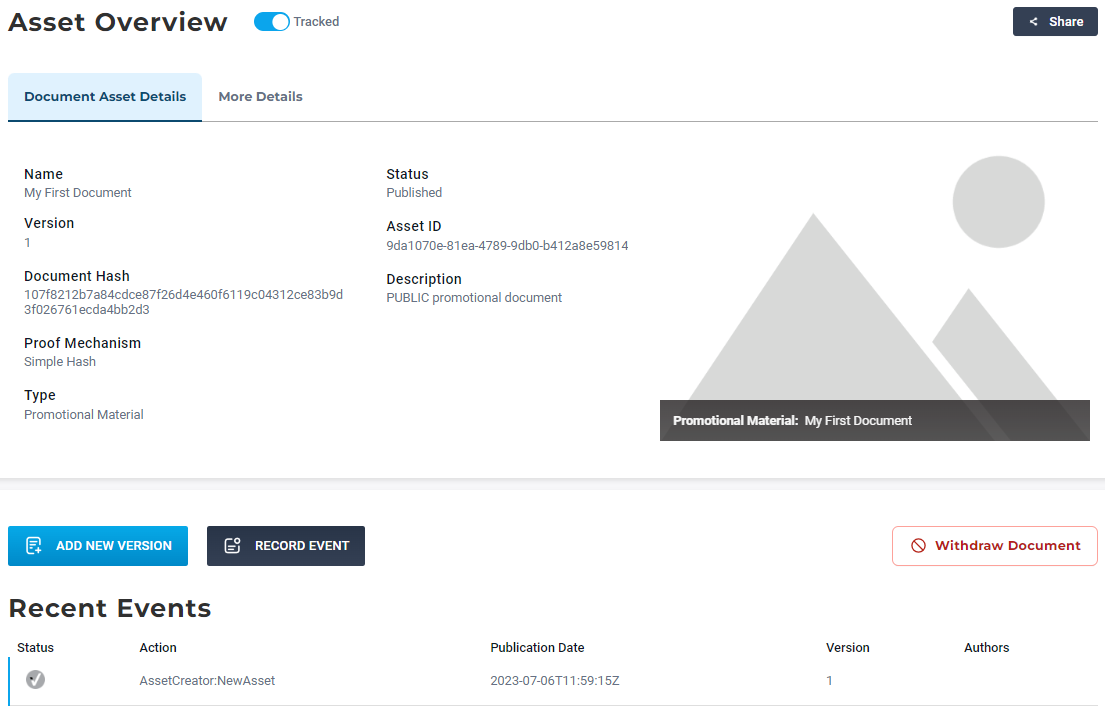 Asset Overview
Tracked
Share
Document Asset Details
More Details
Name
My First Document
Version
1
Document Hash
107f8212b7a84cdce87f26d4e460f6119c04312ce83b9d
3f026761ecda4bb2d3
Proof Mechanism
Simple Hash
Type
Promotional Material
Status
Published
Asset ID
9da1070e-81ea-4789-9db0-b412a8e59814
Description
PUBLIC promotional document
Promotional Material: My First Document
ADD NEW VERSION
RECORD EVENT
Withdraw Document
Recent Events
Status Action Publication Date Version Authors
AssetCreator:NewAsset 2023-07-06T11:59:15Z 1